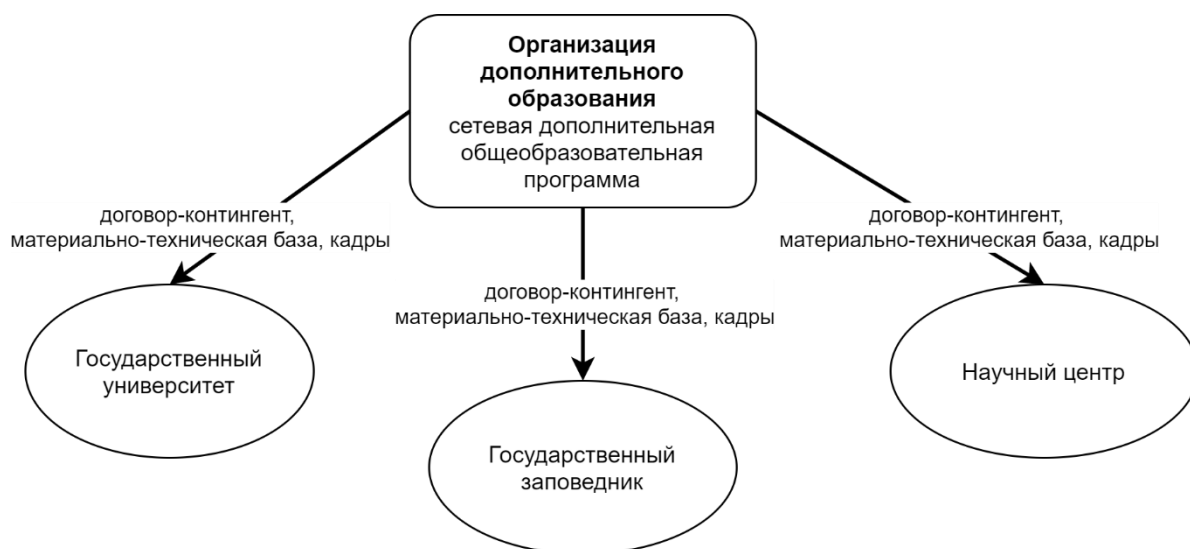 Организация
дополнительного
образования
сетевая дополнительная
общеобразовательная
программа
договор-контингент,
материально-техническая база, кадры
договор-контингент,
материально-техническая база, кадры
договор-контингент,
материально-техническая база, кадры
Государственный
университет
Государственный
заповедник
Научный центр